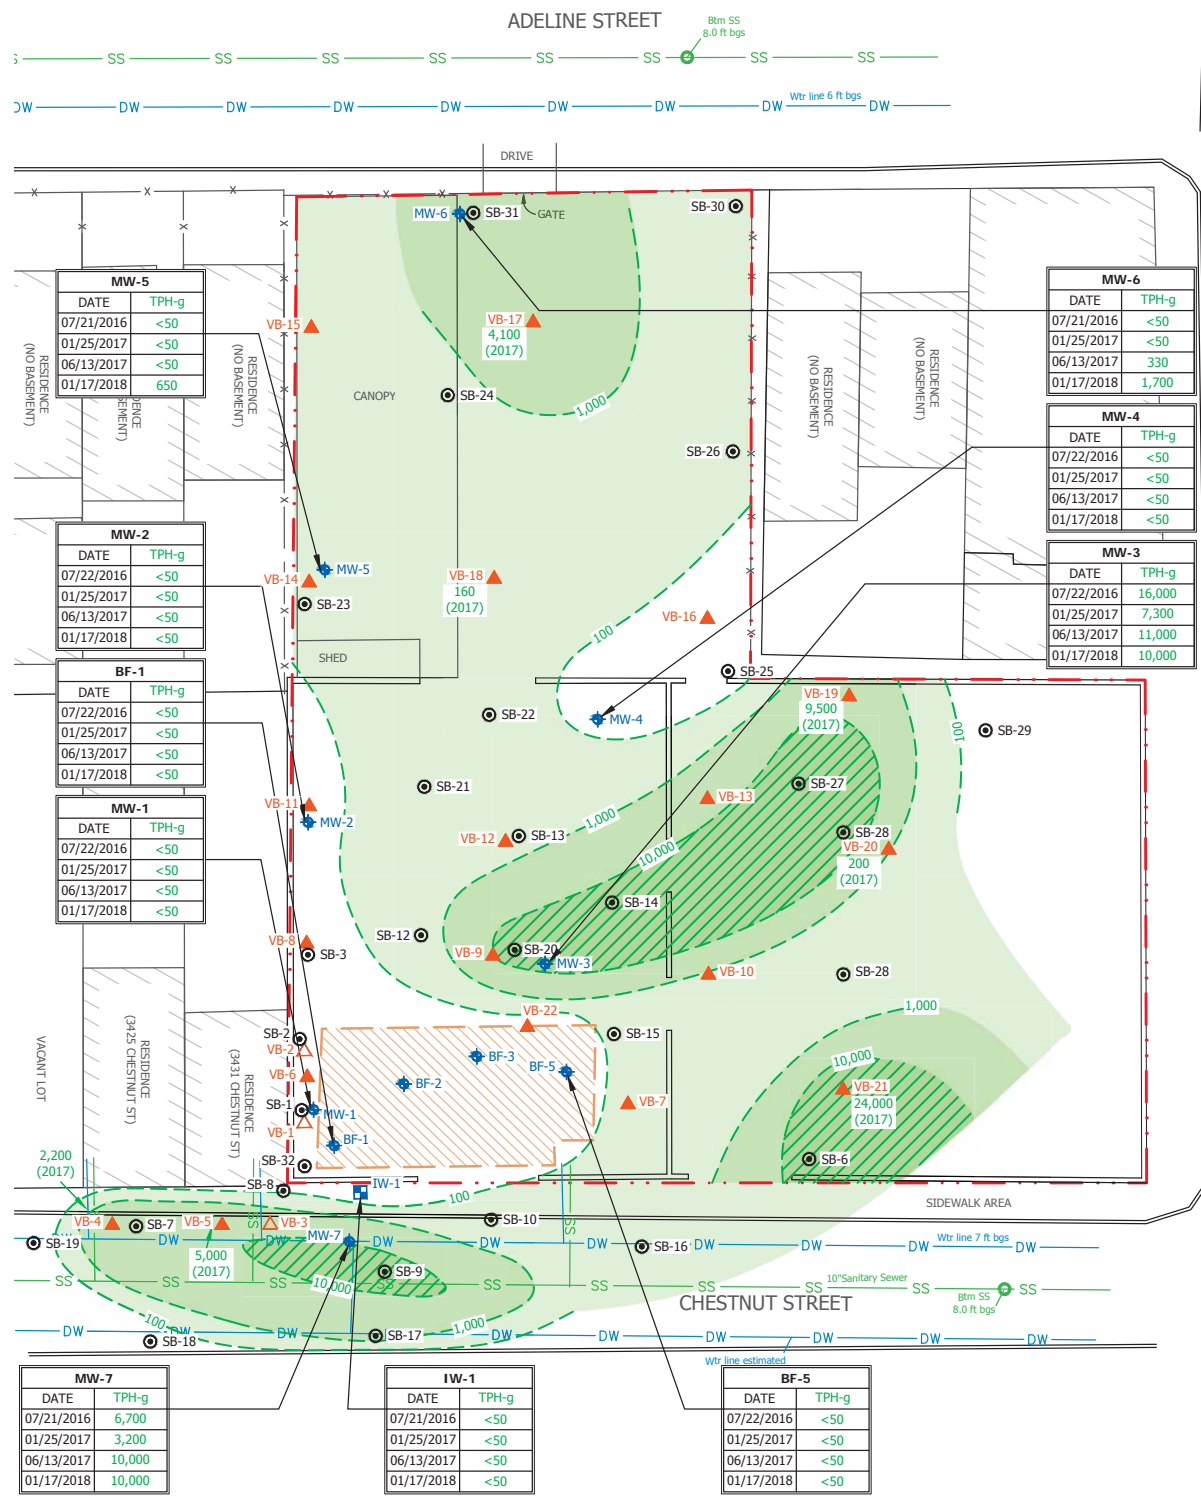 ADELINE STREET
Btm SS
8.0 ft bgs
S SS SS SS SS SS SS SS SS
DW DW DW DW DW DW DW DW DW
Wtr line 6 ft bgs
DRIVE
GATE
X X X X X X
MW-6
SB-31
SB-30
MW-5
DATE TPH-g
07/21/2016 <50
01/25/2017 <50
06/13/2017 <50
01/17/2018 650
MW-6
DATE TPH-g
07/21/2016 <50
01/25/2017 <50
06/13/2017 330
01/17/2018 1,700
VB-15
VB-17
4,100
(2017)
RESIDENCE
(NO BASEMENT)
RESIDENCE
(NO BASEMENT)
RESIDENCE
(NO BASEMENT)
RESIDENCE
(NO BASEMENT)
CANOPY
SB-24
1,000
SB-26
MW-4
DATE TPH-g
07/22/2016 <50
01/25/2017 <50
06/13/2017 <50
01/17/2018 <50
MW-2
DATE TPH-g
07/22/2016 <50
01/25/2017 <50
06/13/2017 <50
01/17/2018 <50
MW-3
DATE TPH-g
07/22/2016 16,000
01/25/2017 7,300
06/13/2017 11,000
01/17/2018 10,000
VB-14
MW-5
SB-23
VB-18
160
(2017)
VB-16
100
SHED
SB-25
BF-1
DATE TPH-g
07/22/2016 <50
01/25/2017 <50
06/13/2017 <50
01/17/2018 <50
SB-22
MW-4
VB-19
9,500
(2017)
100
SB-29
SB-21
SB-27
VB-13
MW-1
DATE TPH-g
07/22/2016 <50
01/25/2017 <50
06/13/2017 <50
01/17/2018 <50
VB-11
MW-2
1,000
VB-12
SB-13
10,000
SB-28
VB-20
200
(2017)
SB-14
SB-12
VB-8
SB-3
VB-9
SB-20
MW-3
VB-10
SB-28
1,000
VB-22
SB-2
VB-2
SB-15
VACANT LOT
RESIDENCE
(3425 CHESTNUT ST)
RESIDENCE
(3431 CHESTNUT ST)
BF-3
BF-5
BF-2
10,000
VB-6
VB-21
24,000
(2017)
SB-1
MW-1
VB-1
VB-7
BF-1
SB-32
SB-6
2,200
(2017)
SB-8
IW-1
100
SIDEWALK AREA
VB-4
SB-7
VB-5
VB-3
SS
SS
SB-10
SB-19
MW-7
SB-16
DW DW DW DW DW DW DW DW DW DW
Wtr line 7 ft bgs
5,000
(2017)
SB-9
10,000
SS SS SS SS SS SS SS SS SS SS
10"Sanitary Sewer
Btm SS
8.0 ft bgs
CHESTNUT STREET
100
SB-18
SB-17
1,000
DW DW DW DW DW DW DW DW DW
Wtr line estimated
MW-7
DATE TPH-g
07/21/2016 6,700
01/25/2017 3,200
06/13/2017 10,000
01/17/2018 10,000
IW-1
DATE TPH-g
07/21/2016 <50
01/25/2017 <50
06/13/2017 <50
01/17/2018 <50
BF-5
DATE TPH-g
07/22/2016 <50
01/25/2017 <50
06/13/2017 <50
01/17/2018 <50